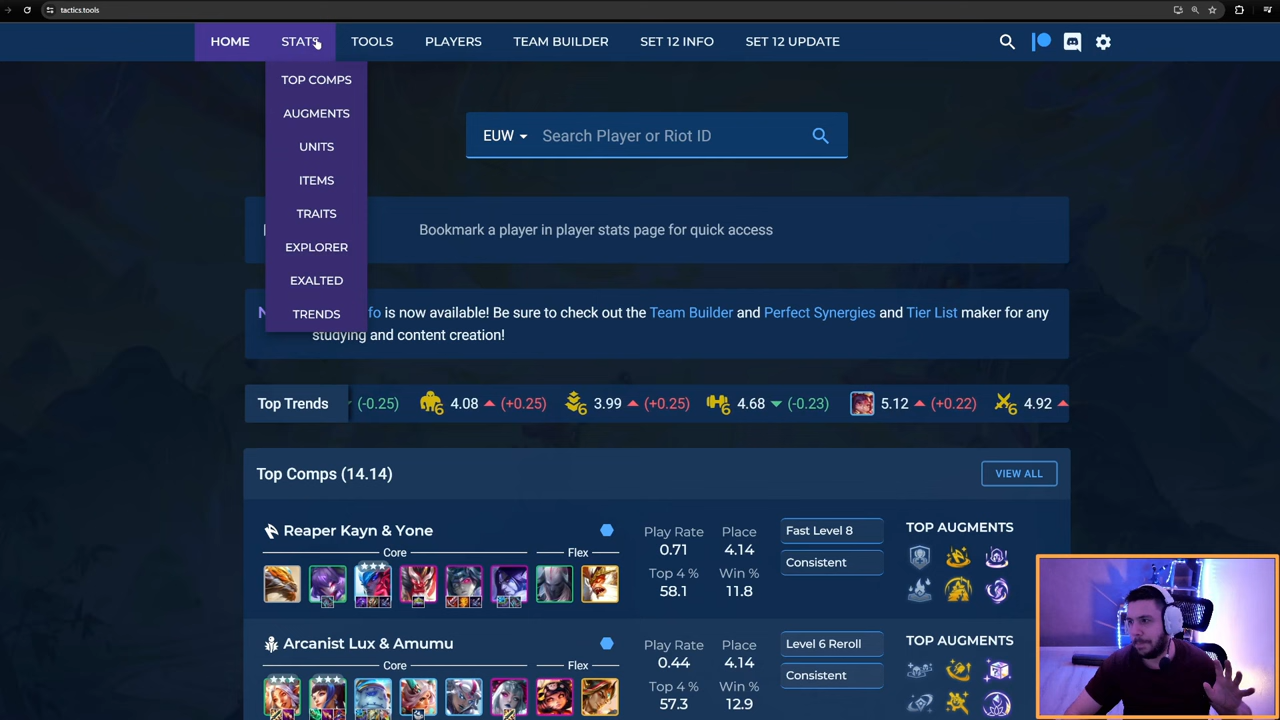 tactics.tools
HOME STATS TOOLS PLAYERS TEAM BUILDER SET 12 INFO SET 12 UPDATE
TOP COMPS
AUGMENTS
UNITS
ITEMS
TRAITS
EXPLORER
EXALTED
TRENDS
EUW Search Player or Riot ID
Bookmark a player in player stats page for quick access
is now available! Be sure to check out the Team Builder and Perfect Synergies and Tier List maker for any
studying and content creation!
Top Trends (-0.25) 6 4.08 (+0.25) 6 3.99 (+0.25) 6 4.68 (-0.23) 5.12 (+0.22) 6 4.92
Top Comps (14.14) VIEW ALL
Reaper Kayn & Yone
Core Flex
Play Rate Place
0.71 4.14
Top 4 % Win %
58.1 11.8
Fast Level 8
Consistent
TOP AUGMENTS
Arcanist Lux & Amumu
Core Flex
Play Rate Place
0.44 4.14
Top 4 % Win %
57.3 12.9
Level 6 Reroll
Consistent
TOP AUGMENTS